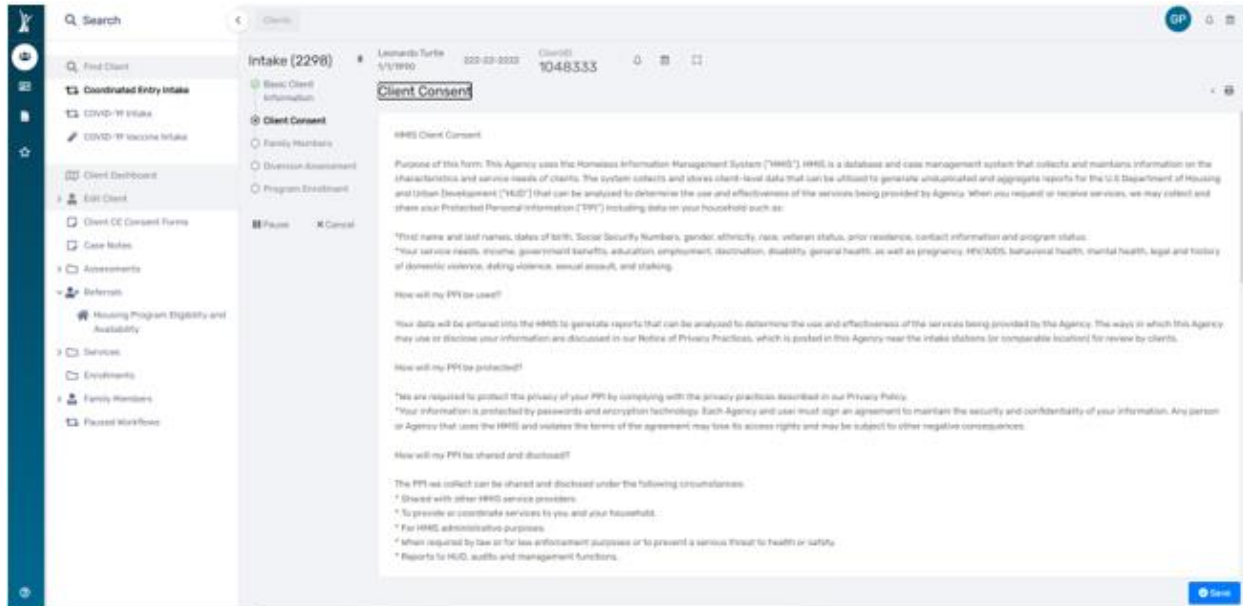 Search
Clients
GP
Find Client
Coordinated Entry Intake
COVID-19 Intake
COVID-19 Vaccine Intake
Client Dashboard
Edit Client
Client CE Consent Forms
Case Notes
Assessments
Referrals
Housing Program Eligibility and
Availability
Services
Enrollments
Family Members
Paused Workflows
Intake (2298)
Basic Client
Information
Client Consent
Family Members
Diversion Assessment
Program Enrollment
Pause Cancel
Leonardo Turtle
1/1/1990
222-22-2222
ClientID
1048333
Client Consent
HMIS Client Consent
Purpose of this form: This Agency uses the Homeless Information Management System ("HMIS"). HMIS is a database and case management system that collects and maintains information on the
characteristics and service needs of clients. The system collects and stores client-level data that can be utilized to generate unduplicated and aggregate reports for the U.S Department of Housing
and Urban Development ("HUD") that can be analyzed to determine the use and effectiveness of the services being provided by Agency. When you request or receive services, we may collect and
share your Protected Personal Information ("PPI") including data on your household such as:
*First name and last names, dates of birth, Social Security Numbers, gender, ethnicity, race, veteran status, prior residence, contact information and program status.
*Your service needs, income, government benefits, education, employment, destination, disability, general health, as well as pregnancy, HIV/AIDS, behavioral health, mental health, legal and history
of domestic violence, dating violence, sexual assault, and stalking.
How will my PPI be used?
Your data will be entered into the HMIS to generate reports that can be analyzed to determine the use and effectiveness of the services being provided by the Agency. The ways in which this Agency
may use or disclose your information are discussed in our Notice of Privacy Practices, which is posted in this Agency near the intake stations (or comparable location) for review by clients.
How will my PPI be protected?
*We are required to protect the privacy of your PPI by complying with the privacy practices described in our Privacy Policy.
*Your information is protected by passwords and encryption technology. Each Agency and user must sign an agreement to maintain the security and confidentiality of your information. Any person
or Agency that uses the HMIS and violates the terms of the agreement may lose its access rights and may be subject to other negative consequences.
How will my PPI be shared and disclosed?
The PPI we collect can be shared and disclosed under the following circumstances:
* Shared with other HMIS service providers.
* To provide or coordinate services to you and your household.
* For HMIS administrative purposes.
* When required by law or for law enforcement purposes or to prevent a serious threat to health or safety.
* Reports to HUD, audits and management functions.
Save